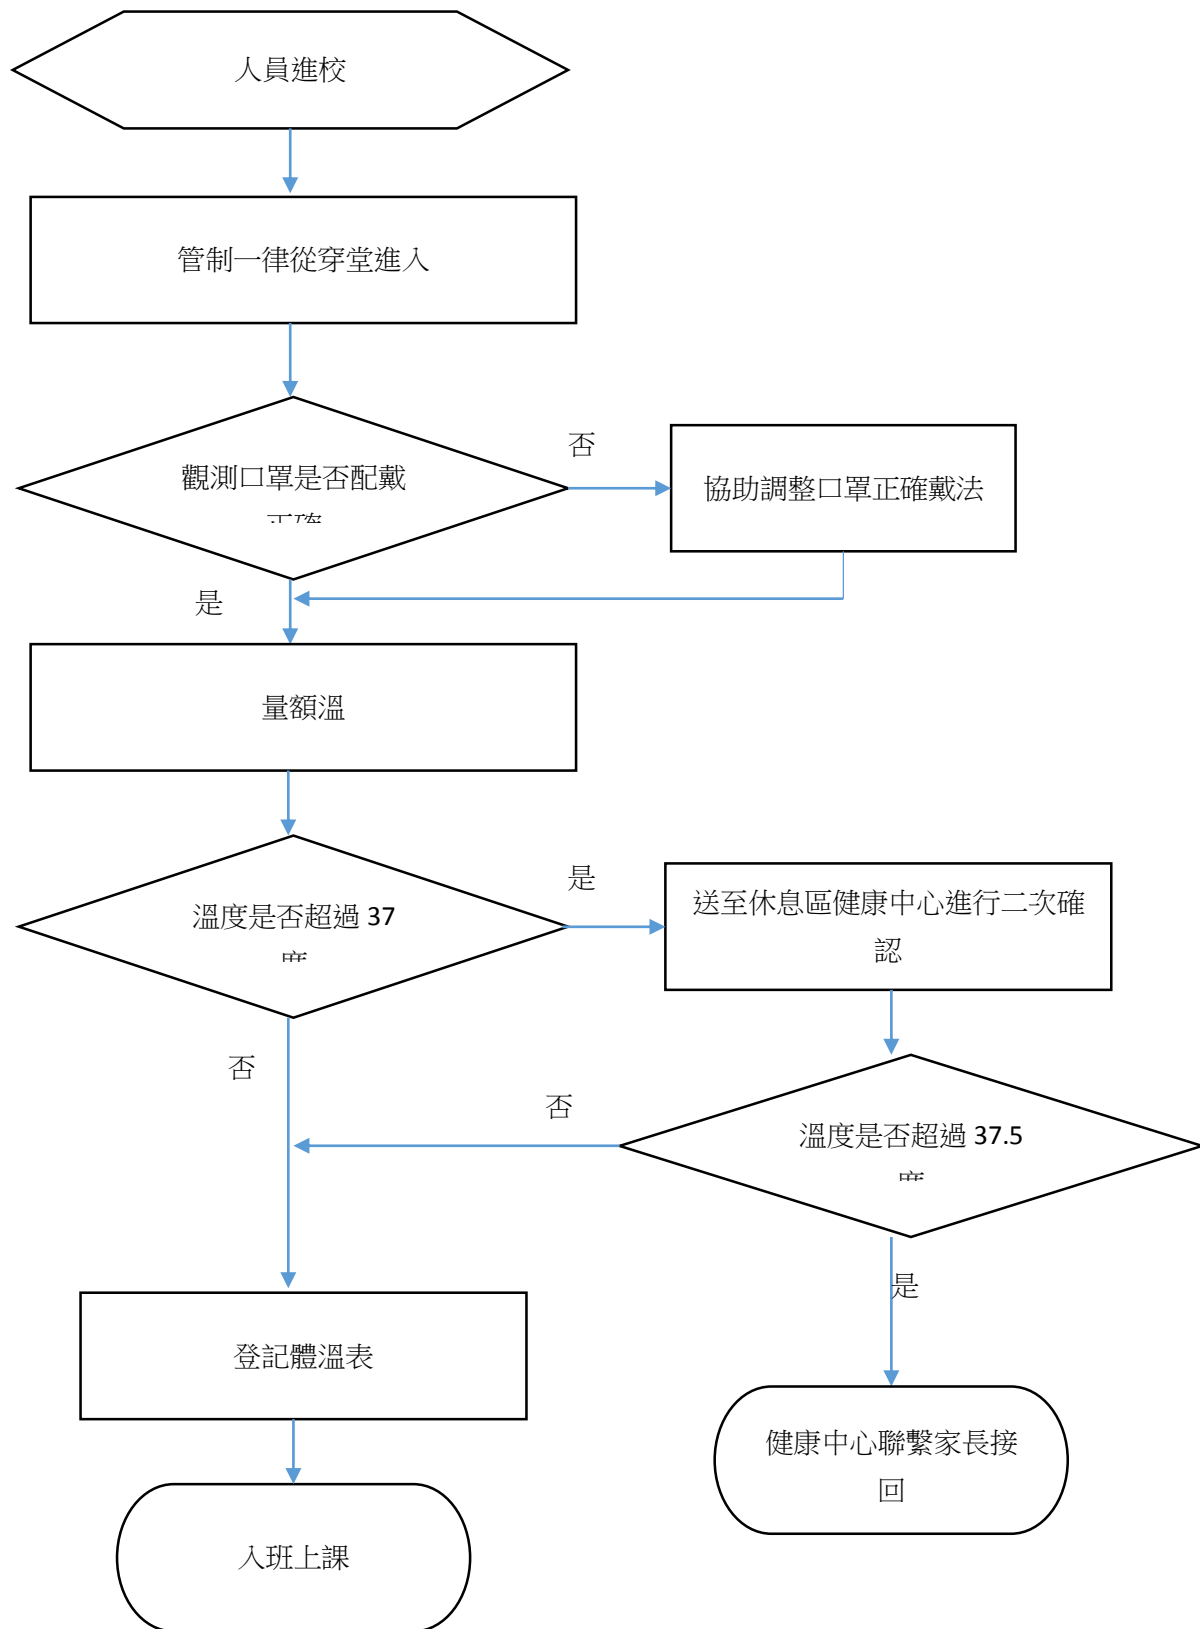 人員進校
管制一律從穿堂進入
觀測口罩是否配戴
正確
否
協助調整口罩正確戴法
是
量額溫
溫度是否超過 37
度
是
送至休息區健康中心進行二次確
認
否
否
溫度是否超過 37.5
度
是
登記體溫表
健康中心聯繫家長接
回
入班上課